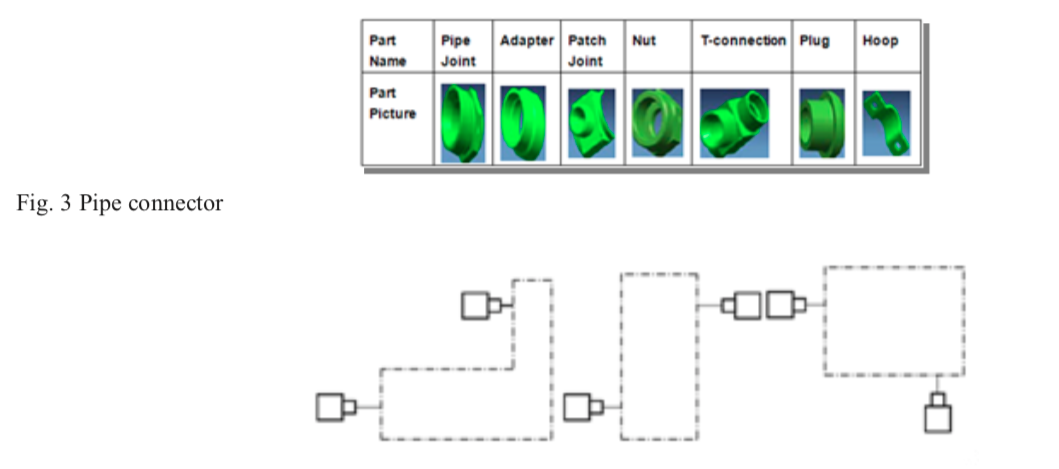 Part Name
Pipe Joint
Adapter
Patch Joint
Nut
T-connection
Plug
Hoop
Part Picture
Fig. 3 Pipe connector